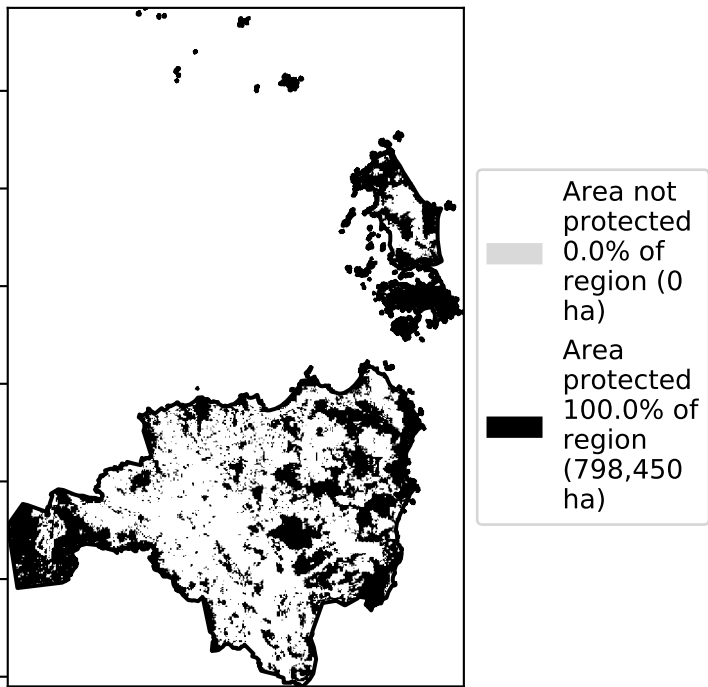 Area not
protected
0.0% of
region (0
ha)
Area
protected
100.0% of
region
(798,450
ha)